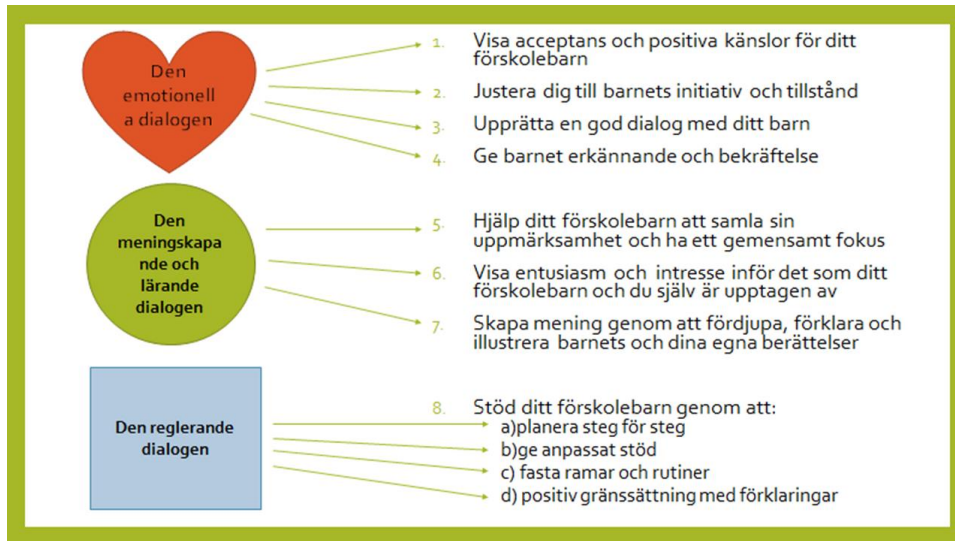 Den
emotionell
a dialogen
1. Visa acceptans och positiva känslor för ditt
förskolebarn
2. Justera dig till barnets initiativ och tillstånd
3. Upprätta en god dialog med ditt barn
4. Ge barnet erkännande och bekräftelse
Den
meningskapa
nde och
lärande
dialogen
5. Hjälp ditt förskolebarn att samla sin
uppmärksamhet och ha ett gemensamt fokus
6. Visa entusiasm och intresse inför det som ditt
förskolebarn och du själv är upptagen av
7. Skapa mening genom att fördjupa, förklara och
illustrera barnets och dina egna berättelser
Den reglerande
dialogen
8. Stöd ditt förskolebarn genom att:
a)planera steg för steg
b)ge anpassat stöd
c) fasta ramar och rutiner
d) positiv gränssättning med förklaringar